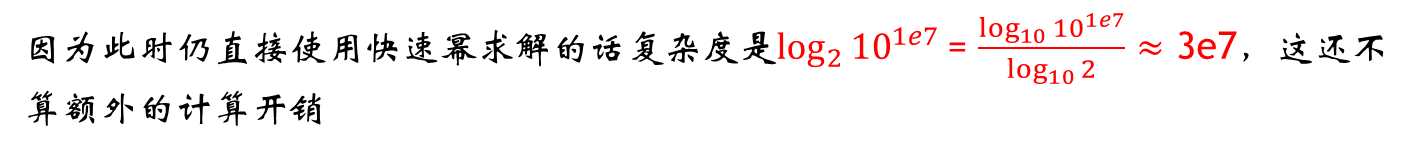 因为此时仍直接使用快速幂求解的话复杂度是log₂ 10^{1e7} = \frac{log₁₀ 10^{1e7}}{log₁₀ 2} ≈ 3e7，这还不
算额外的计算开销